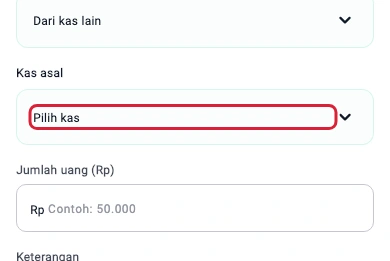 Dari kas lain
Kas asal
Pilih kas
Jumlah uang (Rp)
Rp Contoh: 50.000
Keterangan